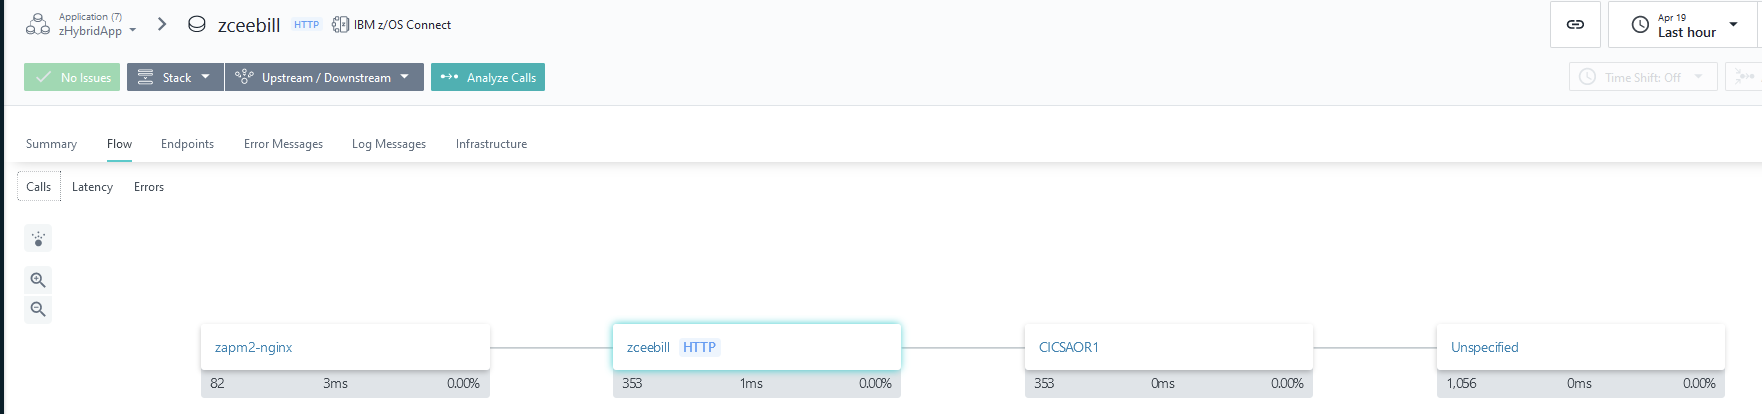 Application (7)
zHybridApp
zceebill HTTP IBM z/OS Connect
Apr 19
Last hour
No Issues Stack Upstream / Downstream Analyze Calls Time Shift: Off
Summary Flow Endpoints Error Messages Log Messages Infrastructure
Calls Latency Errors
zapm2-nginx zceebill HTTP CICSAOR1 Unspecified
82 3ms 0.00% 353 1ms 0.00% 353 0ms 0.00% 1,056 0ms 0.00%